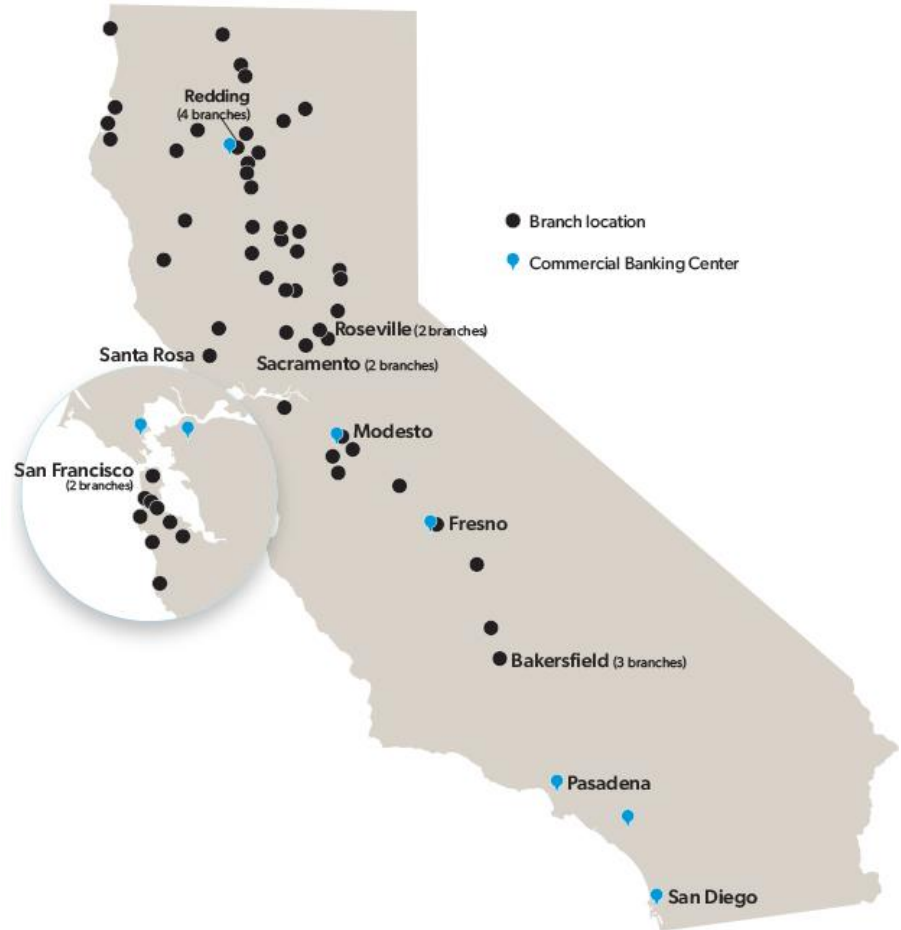 Redding
(4 branches)
Branch location
Commercial Banking Center
Roseville (2 branches)
Santa Rosa
Sacramento (2 branches)
Modesto
San Francisco
(2 branches)
Fresno
Bakersfield (3 branches)
Pasadena
San Diego